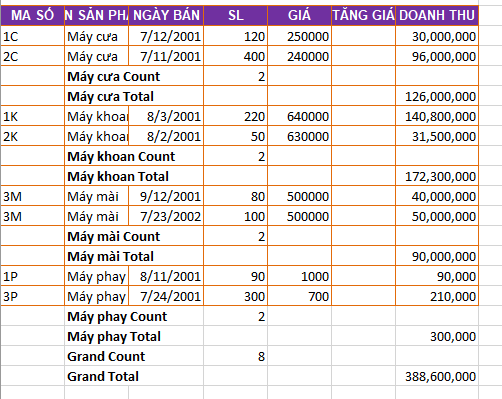 MA SÓ N SẢN PHẨ NGÀY BÁN SL GIÁ TĂNG GIÁ DOANH THU
1C Máy cưa 7/12/2001 120 250000 30,000,000
2C Máy cưa 7/11/2001 400 240000 96,000,000
Máy cưa Count 2
Máy cưa Total 126,000,000
1K Máy khoan 8/3/2001 220 640000 140,800,000
2K Máy khoan 8/2/2001 50 630000 31,500,000
Máy khoan Count 2
Máy khoan Total 172,300,000
3M Máy mài 9/12/2001 80 500000 40,000,000
3M Máy mài 7/23/2002 100 500000 50,000,000
Máy mài Count 2
Máy mài Total 90,000,000
1P Máy phay 8/11/2001 90 1000 90,000
3P Máy phay 7/24/2001 300 700 210,000
Máy phay Count 2
Máy phay Total 300,000
Grand Count 8
Grand Total 388,600,000